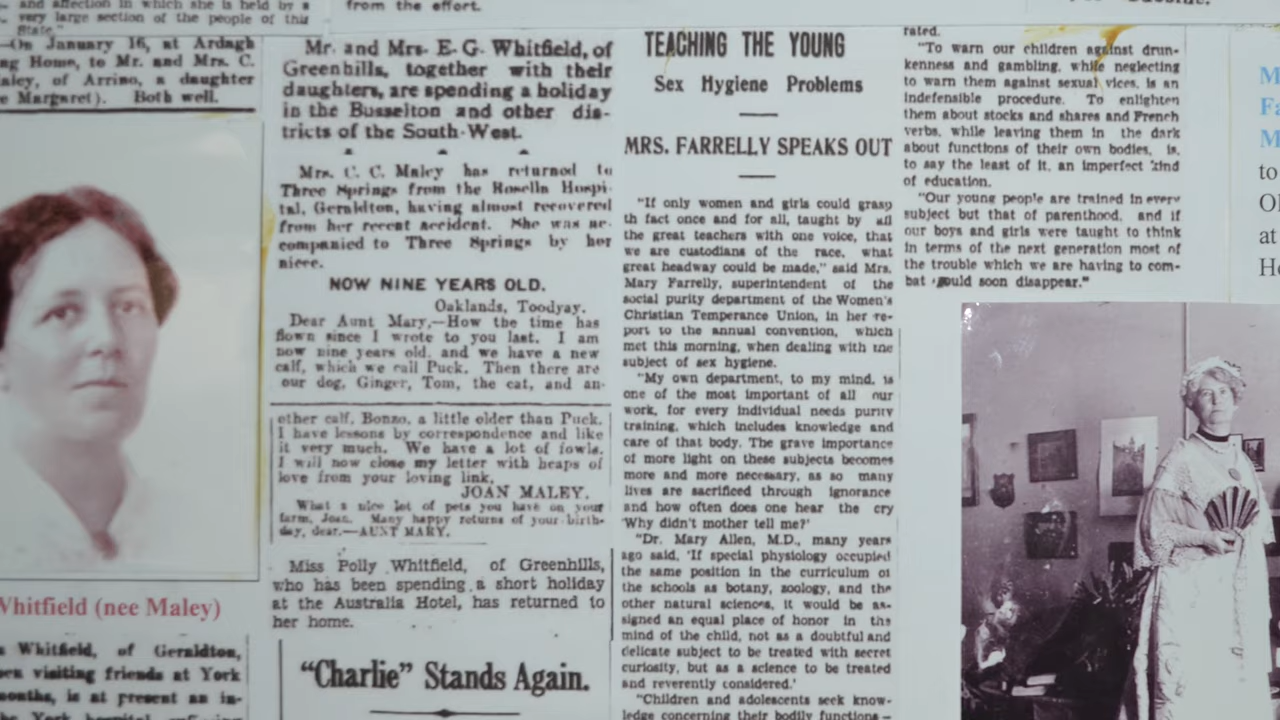 and affection in which she is held by a
very large section of the people of this
State."
—On January 16, at Ardagh
ng Home, to Mr. and Mrs. C.
aley, of Arrino, a daughter
e Margaret). Both well.
Whitfield (nee Maley)
a Whitfield, of Geraldton,
een visiting friends at York
months, is at present an in-
he York hospital
from the effort.
Mr. and Mrs. E. G. Whitfield, of
Greenhills, together with their
daughters, are spending a holiday
in the Busselton and other dis-
tricts of the South-West.
Mrs. C. C. Maley has returned to
Three Springs from the Rosella Hospi-
tal, Geraldton, having almost recovered
from her recent accident. She was ac-
companied to Three Springs by her
niece.
NOW NINE YEARS OLD.
Oaklands, Toodyay.
Dear Aunt Mary,—How the time has
flown since I wrote to you last. I am
now nine years old, and we have a new
calf, which we call Puck. Then there are
our dog, Ginger, Tom, the cat, and an-
other calf, Bonzo, a little older than Puck.
I have lessons by correspondence and like
it very much. We have a lot of fowls.
I will now close my letter with heaps of
love from your loving link,
JOAN MALEY.
What a nice lot of pets you have on your
farm, Joan. Many happy returns of your birth-
day, dear.—AUNT MARY.
Miss Polly Whitfield, of Greenhills,
who has been spending a short holiday
at the Australia Hotel, has returned to
her home.
"Charlie" Stands Again.
TEACHING THE YOUNG
Sex Hygiene Problems
MRS. FARRELLY SPEAKS OUT
"If only women and girls could grasp
th fact once and for all, taught by all
the great teachers with one voice, that
we are custodians of the race, what
great headway could be made," said Mrs.
Mary Farrelly, superintendent of the
social purity department of the Women's
Christian Temperance Union, in her re-
port to the annual convention, which
met this morning, when dealing with the
subject of sex hygiene.
"My own department, to my mind, is
one of the most important of all our
work, for every individual needs purity
training, which includes knowledge and
care of that body. The grave importance
of more light on these subjects becomes
more and more necessary, as so many
lives are sacrificed through ignorance
and how often does one hear the cry
'Why didn't mother tell me?'
"Dr. Mary Allen, M.D., many years
ago said, 'If special physiology occupied
the same position in the curriculum of
the schools as botany, zoology, and the
other natural sciences, it would be as-
signed an equal place of honor in the
mind of the child, not as a doubtful and
delicate subject to be treated with secret
curiosity, but as a science to be treated
and reverently considered.'
"Children and adolescents seek know-
ledge concerning their bodily functions—
rated.
"To warn our children against drun-
kenness and gambling, while neglecting
to warn them against sexual vices, is an
indefensible procedure. To enlighten
them about stocks and shares and French
verbs, while leaving them in the dark
about functions of their own bodies, is,
to say the least of it, an imperfect kind
of education.
"Our young people are trained in every
subject but that of parenthood, and if
our boys and girls were taught to think
in terms of the next generation most of
the trouble which we are having to com-
bat would soon disappear."
M
Fa
M
to
Ol
at
He